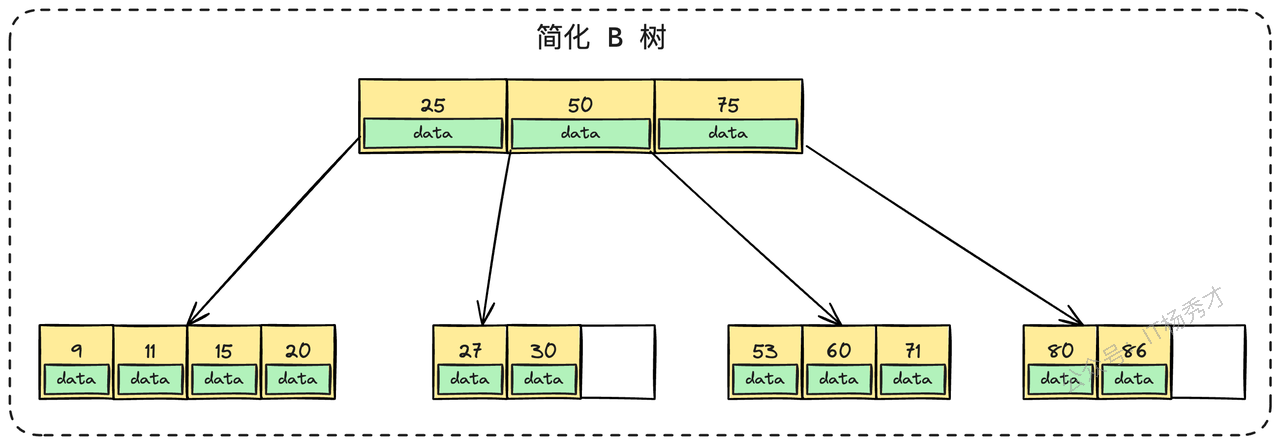 简化 B 树
25 50 75
data data data
9 11 15 20 27 30 53 60 71 80 86
data data data data data data data data data data data
公众号：IT杨秀才